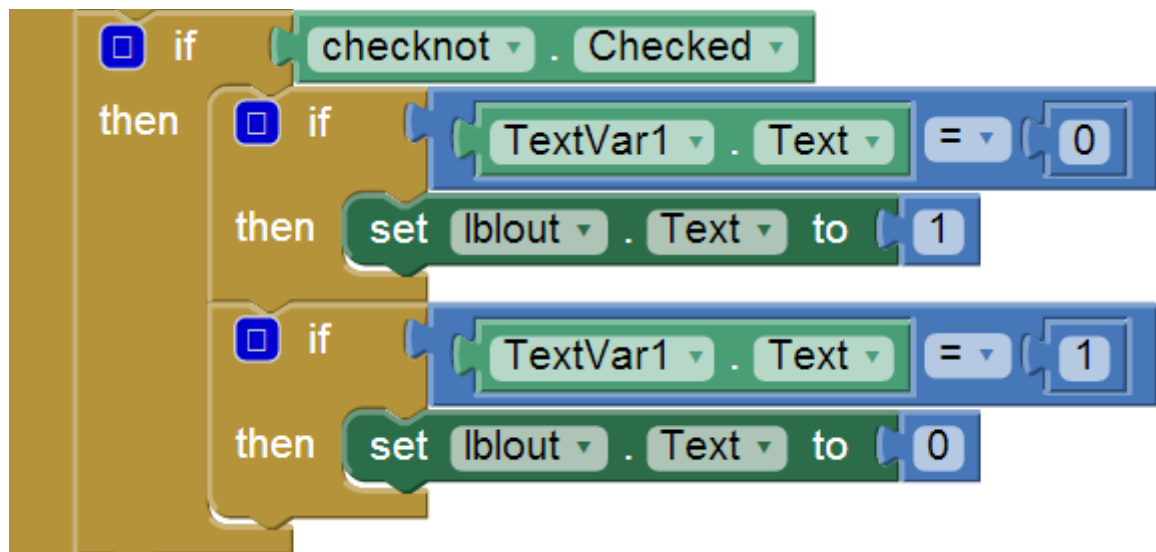 if checknot . Checked
then if TextVar1 . Text = 0
then set lblout . Text to 1
if TextVar1 . Text = 1
then set lblout . Text to 0